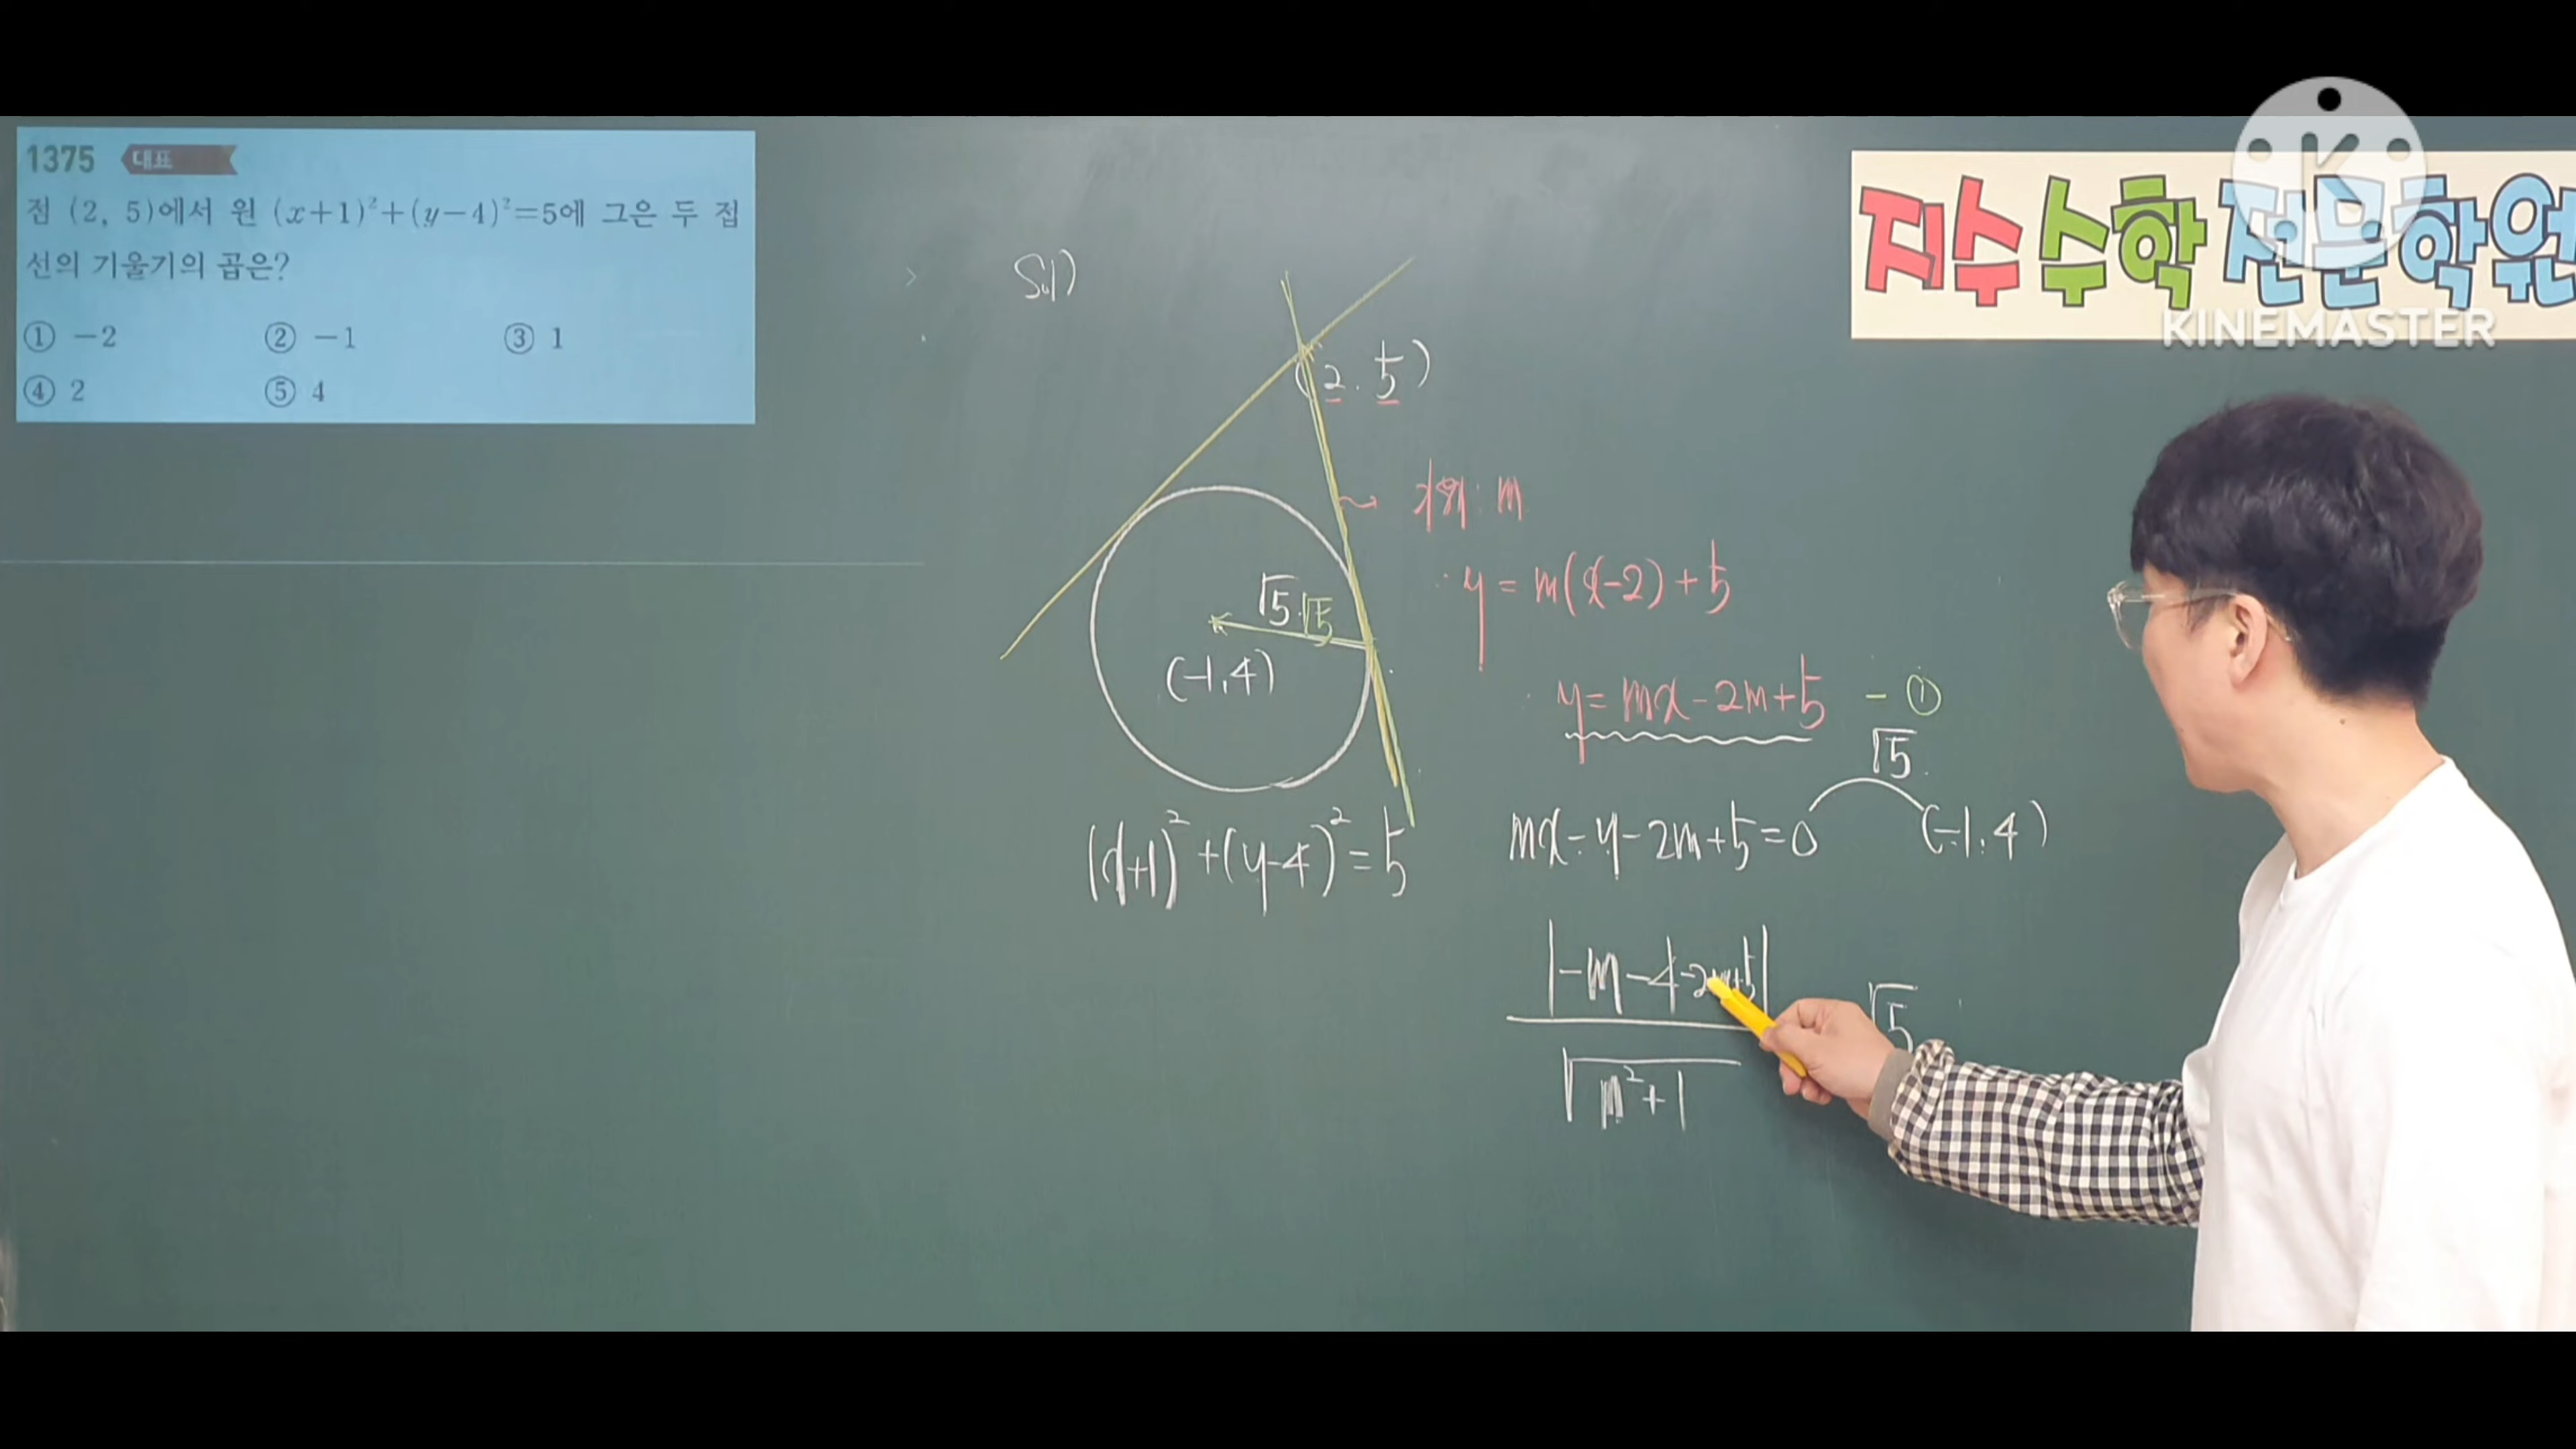 1375 대표
점 (2, 5)에서 원 (x+1)²+(y-4)²=5에 그은 두 접
선의 기울기의 곱은?
① -2 ② -1 ③ 1
④ 2 ⑤ 4
지수 수학 전문학원
KINEMASTER
Sol)
(2. 5)
: m
y = m(x-2)+5
√5 √5
(-1,4)
y = mx-2m+5 - ①
√5
mx-y-2m+5=0 (-1.4)
(x+1)²+(y-4)²=5
|-m-4-2m+5|
√5
√m²+1